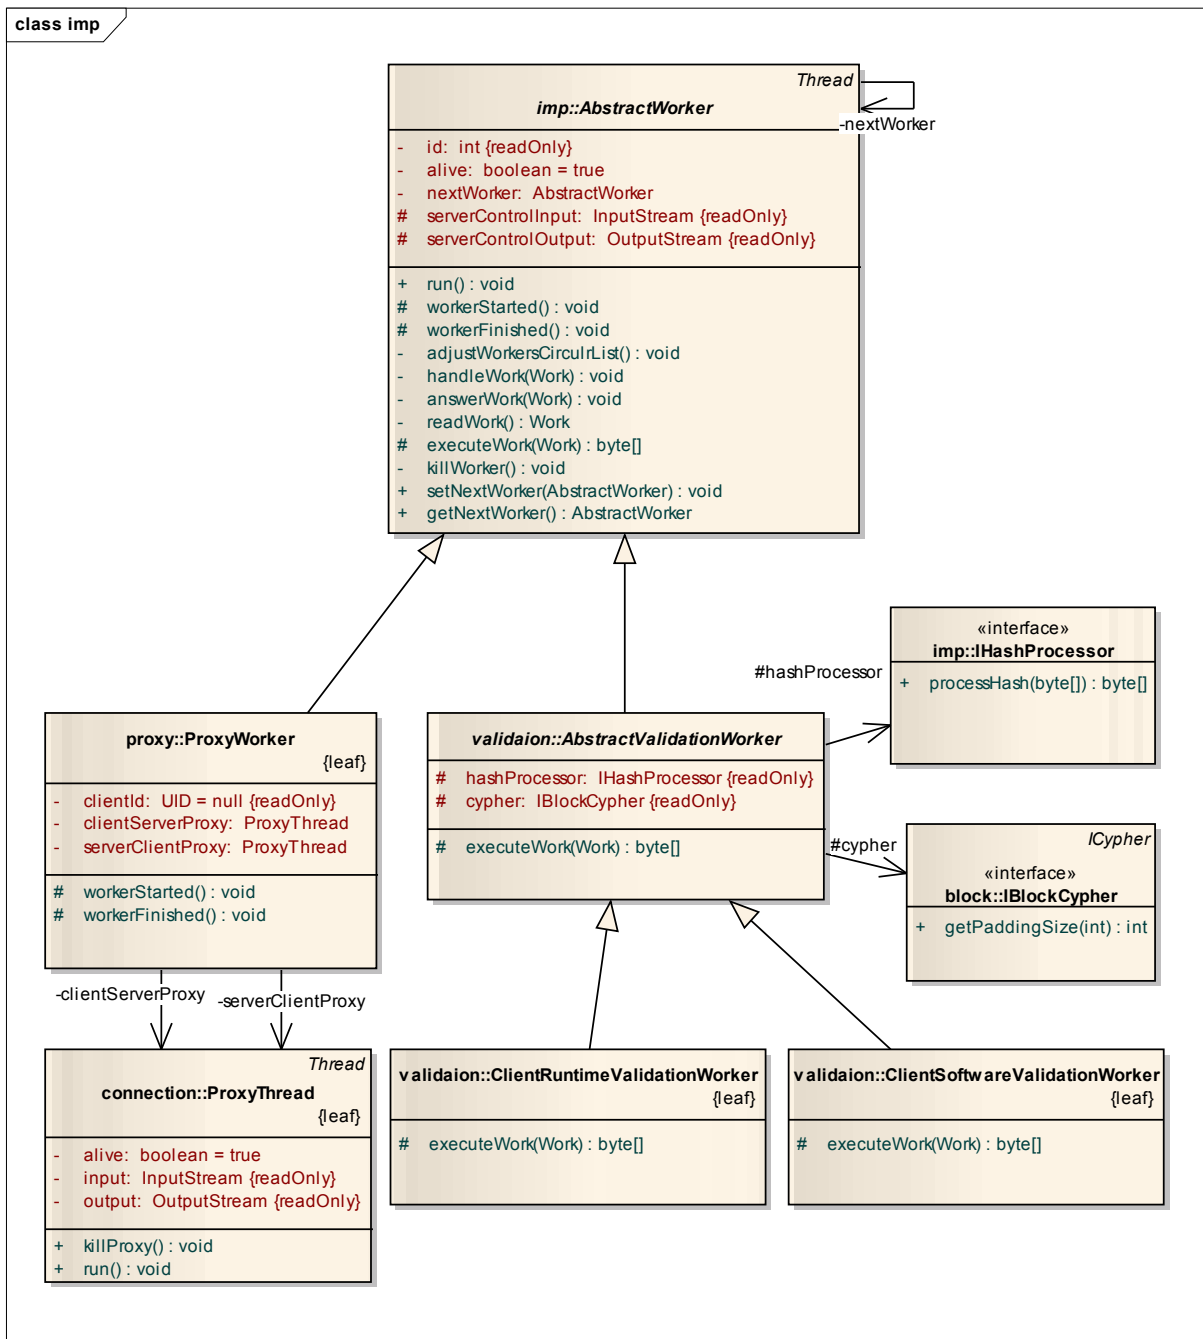 class imp
Thread
imp::AbstractWorker
-nextWorker
- id: int {readOnly}
- alive: boolean = true
- nextWorker: AbstractWorker
# serverControlInput: InputStream {readOnly}
# serverControlOutput: OutputStream {readOnly}
+ run() : void
# workerStarted() : void
# workerFinished() : void
- adjustWorkersCirculrList() : void
- handleWork(Work) : void
- answerWork(Work) : void
- readWork() : Work
# executeWork(Work) : byte[]
- killWorker() : void
+ setNextWorker(AbstractWorker) : void
+ getNextWorker() : AbstractWorker
«interface»
imp::IHashProcessor
+ processHash(byte[]) : byte[]
#hashProcessor
proxy::ProxyWorker
{leaf}
- clientId: UID = null {readOnly}
- clientServerProxy: ProxyThread
- serverClientProxy: ProxyThread
# workerStarted() : void
# workerFinished() : void
validaion::AbstractValidationWorker
# hashProcessor: IHashProcessor {readOnly}
# cypher: IBlockCypher {readOnly}
# executeWork(Work) : byte[]
#cypher
ICypher
«interface»
block::IBlockCypher
+ getPaddingSize(int) : int
-clientServerProxy
-serverClientProxy
Thread
connection::ProxyThread
{leaf}
- alive: boolean = true
- input: InputStream {readOnly}
- output: OutputStream {readOnly}
+ killProxy() : void
+ run() : void
validaion::ClientRuntimeValidationWorker
{leaf}
# executeWork(Work) : byte[]
validaion::ClientSoftwareValidationWorker
{leaf}
# executeWork(Work) : byte[]